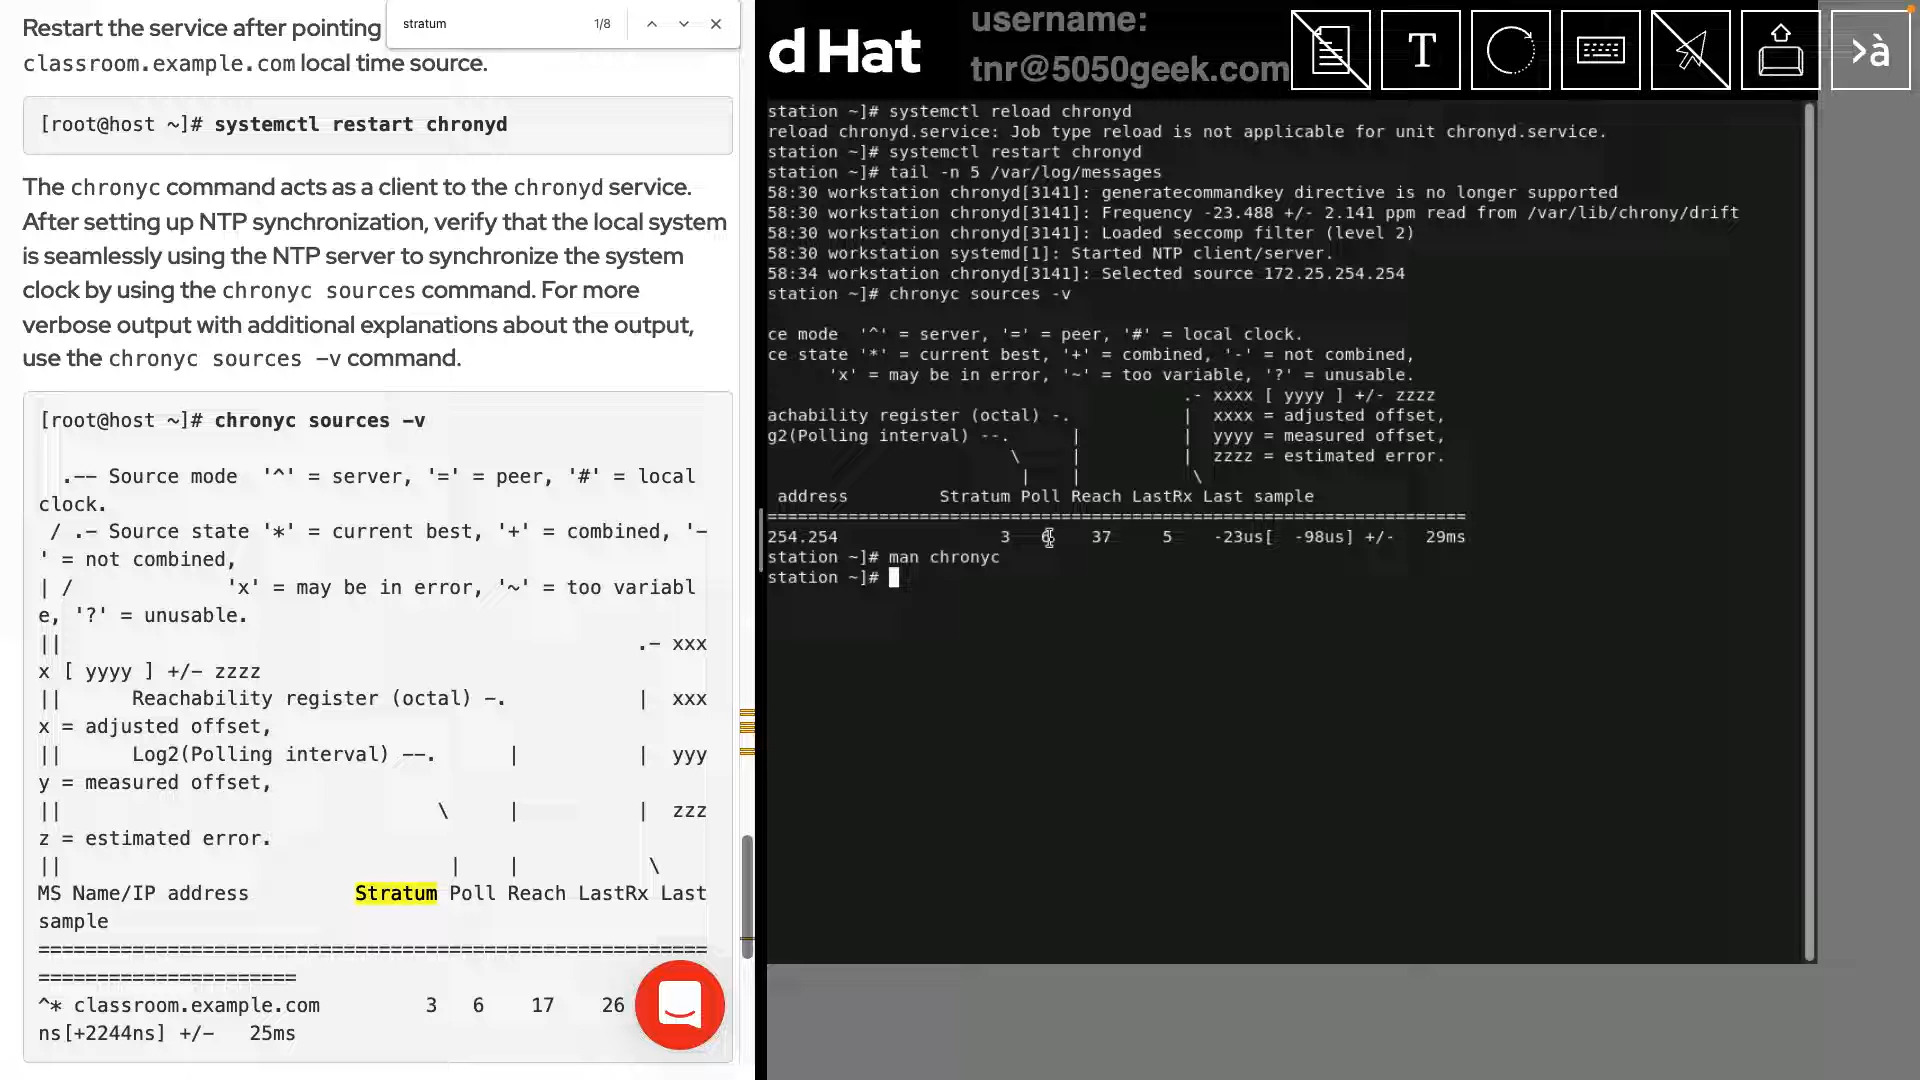 Restart the service after pointing
classroom.example.com local time source.
stratum
1/8
[root@host ~]# systemctl restart chronyd
The chronyc command acts as a client to the chronyd service.
After setting up NTP synchronization, verify that the local system
is seamlessly using the NTP server to synchronize the system
clock by using the chronyc sources command. For more
verbose output with additional explanations about the output,
use the chronyc sources -v command.
[root@host ~]# chronyc sources -v
.-- Source mode  '^' = server, '=' = peer, '#' = local
clock.
/ .- Source state '*' = current best, '+' = combined, '-
' = not combined,
| /             'x' = may be in error, '~' = too variabl
e, '?' = unusable.
||                                                 .- xxx
x [ yyyy ] +/- zzzz
||      Reachability register (octal) -.           |  xxx
x = adjusted offset,
||      Log2(Polling interval) --.      |          |  yyy
y = measured offset,
||                                \     |          |  zzz
z = estimated error.
||                                 |    |           \
MS Name/IP address         Stratum Poll Reach LastRx Last
sample
=========================================================
======================
^* classroom.example.com         3   6    17    26
ns[+2244ns] +/-   25ms
d Hat
username:
tnr@5050geek.com
T
>à
station ~]# systemctl reload chronyd
reload chronyd.service: Job type reload is not applicable for unit chronyd.service.
station ~]# systemctl restart chronyd
station ~]# tail -n 5 /var/log/messages
58:30 workstation chronyd[3141]: generatecommandkey directive is no longer supported
58:30 workstation chronyd[3141]: Frequency -23.488 +/- 2.141 ppm read from /var/lib/chrony/drift
58:30 workstation chronyd[3141]: Loaded seccomp filter (level 2)
58:30 workstation systemd[1]: Started NTP client/server.
58:34 workstation chronyd[3141]: Selected source 172.25.254.254
station ~]# chronyc sources -v
ce mode  '^' = server, '=' = peer, '#' = local clock.
ce state '*' = current best, '+' = combined, '-' = not combined,
'x' = may be in error, '~' = too variable, '?' = unusable.
.- xxxx [ yyyy ] +/- zzzz
achability register (octal) -.           |  xxxx = adjusted offset,
g2(Polling interval) --.      |          |  yyyy = measured offset,
\     |          |  zzzz = estimated error.
|    |           \
address         Stratum Poll Reach LastRx Last sample
=====================================================================
254.254                3   6    37     5    -23us[  -98us] +/-   29ms
station ~]# man chronyc
station ~]#